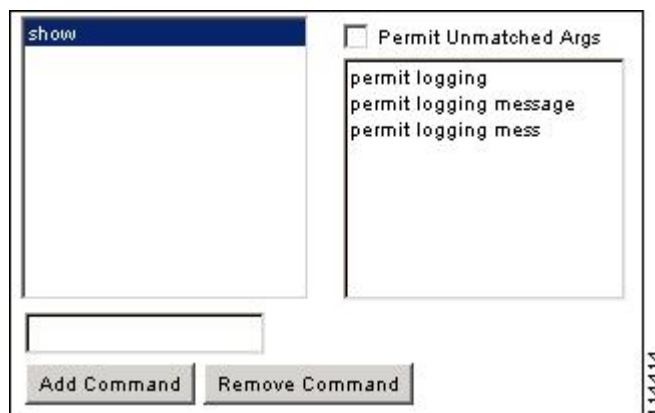 show
Permit Unmatched Args
permit logging
permit logging message
permit logging mess
Add Command
Remove Command